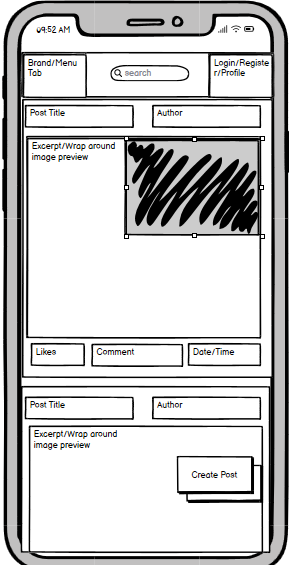 09:52 AM
Brand/Menu
Tab
search
Login/Registe
r/Profile
Post Title
Author
Excerpt/Wrap around
image preview
Likes
Comment
Date/Time
Post Title
Author
Excerpt/Wrap around
image preview
Create Post